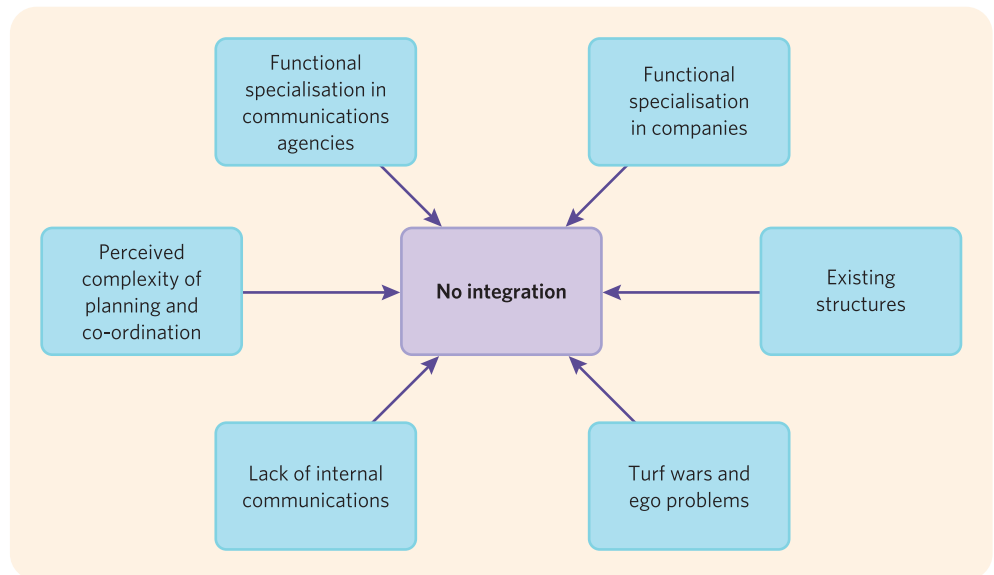 Functional
specialisation in
communications
agencies
Functional
specialisation
in companies
Perceived
complexity of
planning and
co-ordination
No integration
Existing
structures
Lack of internal
communications
Turf wars and
ego problems